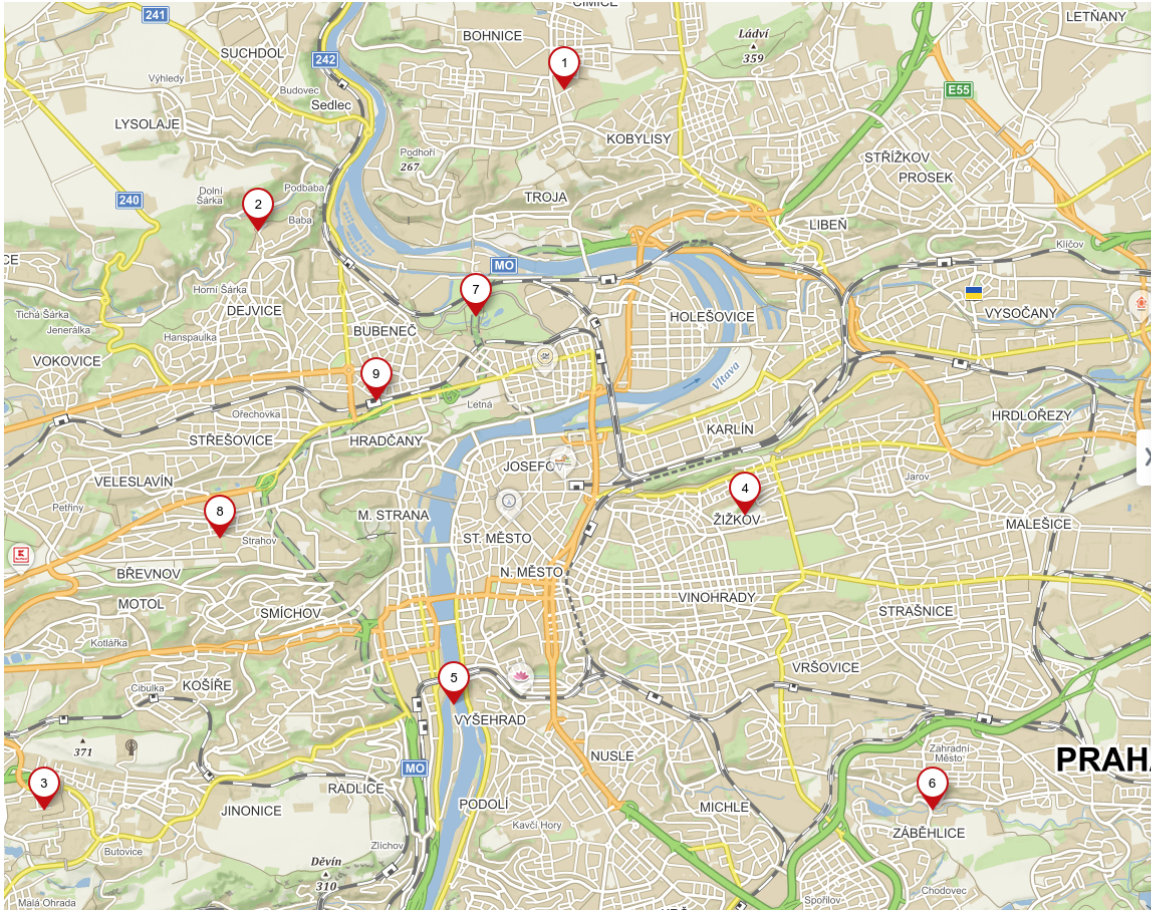 241
BOHNICE
ČIMICE
LETŇANY
SUCHDOL
242
Ládví
359
1
Výhledy
Budovec
Sedlec
E55
LYSOLAJE
KOBYLISY
Podhoří
267
STŘÍŽKOV
PROSEK
240
Dolní
Šárka
Podbaba
2
Baba
TROJA
LIBEŇ
Klíčov
CE
MO
Horní Šárka
7
Tichá Šárka
Jenerálka
DEJVICE
Hanspaulka
BUBENEČ
HOLEŠOVICE
VYSOČANY
VOKOVICE
Vltava
9
Ořechovka
Letná
STŘEŠOVICE
HRADČANY
KARLÍN
HRDLOŘEZY
JOSEFOV
VELESLAVÍN
Jarov
Petřiny
4
8
M. STRANA
ŽIŽKOV
MALEŠICE
Strahov
ST. MĚSTO
BŘEVNOV
N. MĚSTO
MOTOL
SMÍCHOV
VINOHRADY
STRAŠNICE
Kotlářka
VRŠOVICE
5
KOŠÍŘE
Cibulka
VYŠEHRAD
371
NUSLE
Zahradní
Město
PRAHA
MO
3
6
RADLICE
JINONICE
PODOLÍ
MICHLE
Kavčí Hory
ZÁBĚHLICE
Butovice
Zlíchov
Děvín
310
Chodovec
Malá Ohrada
Spořilov